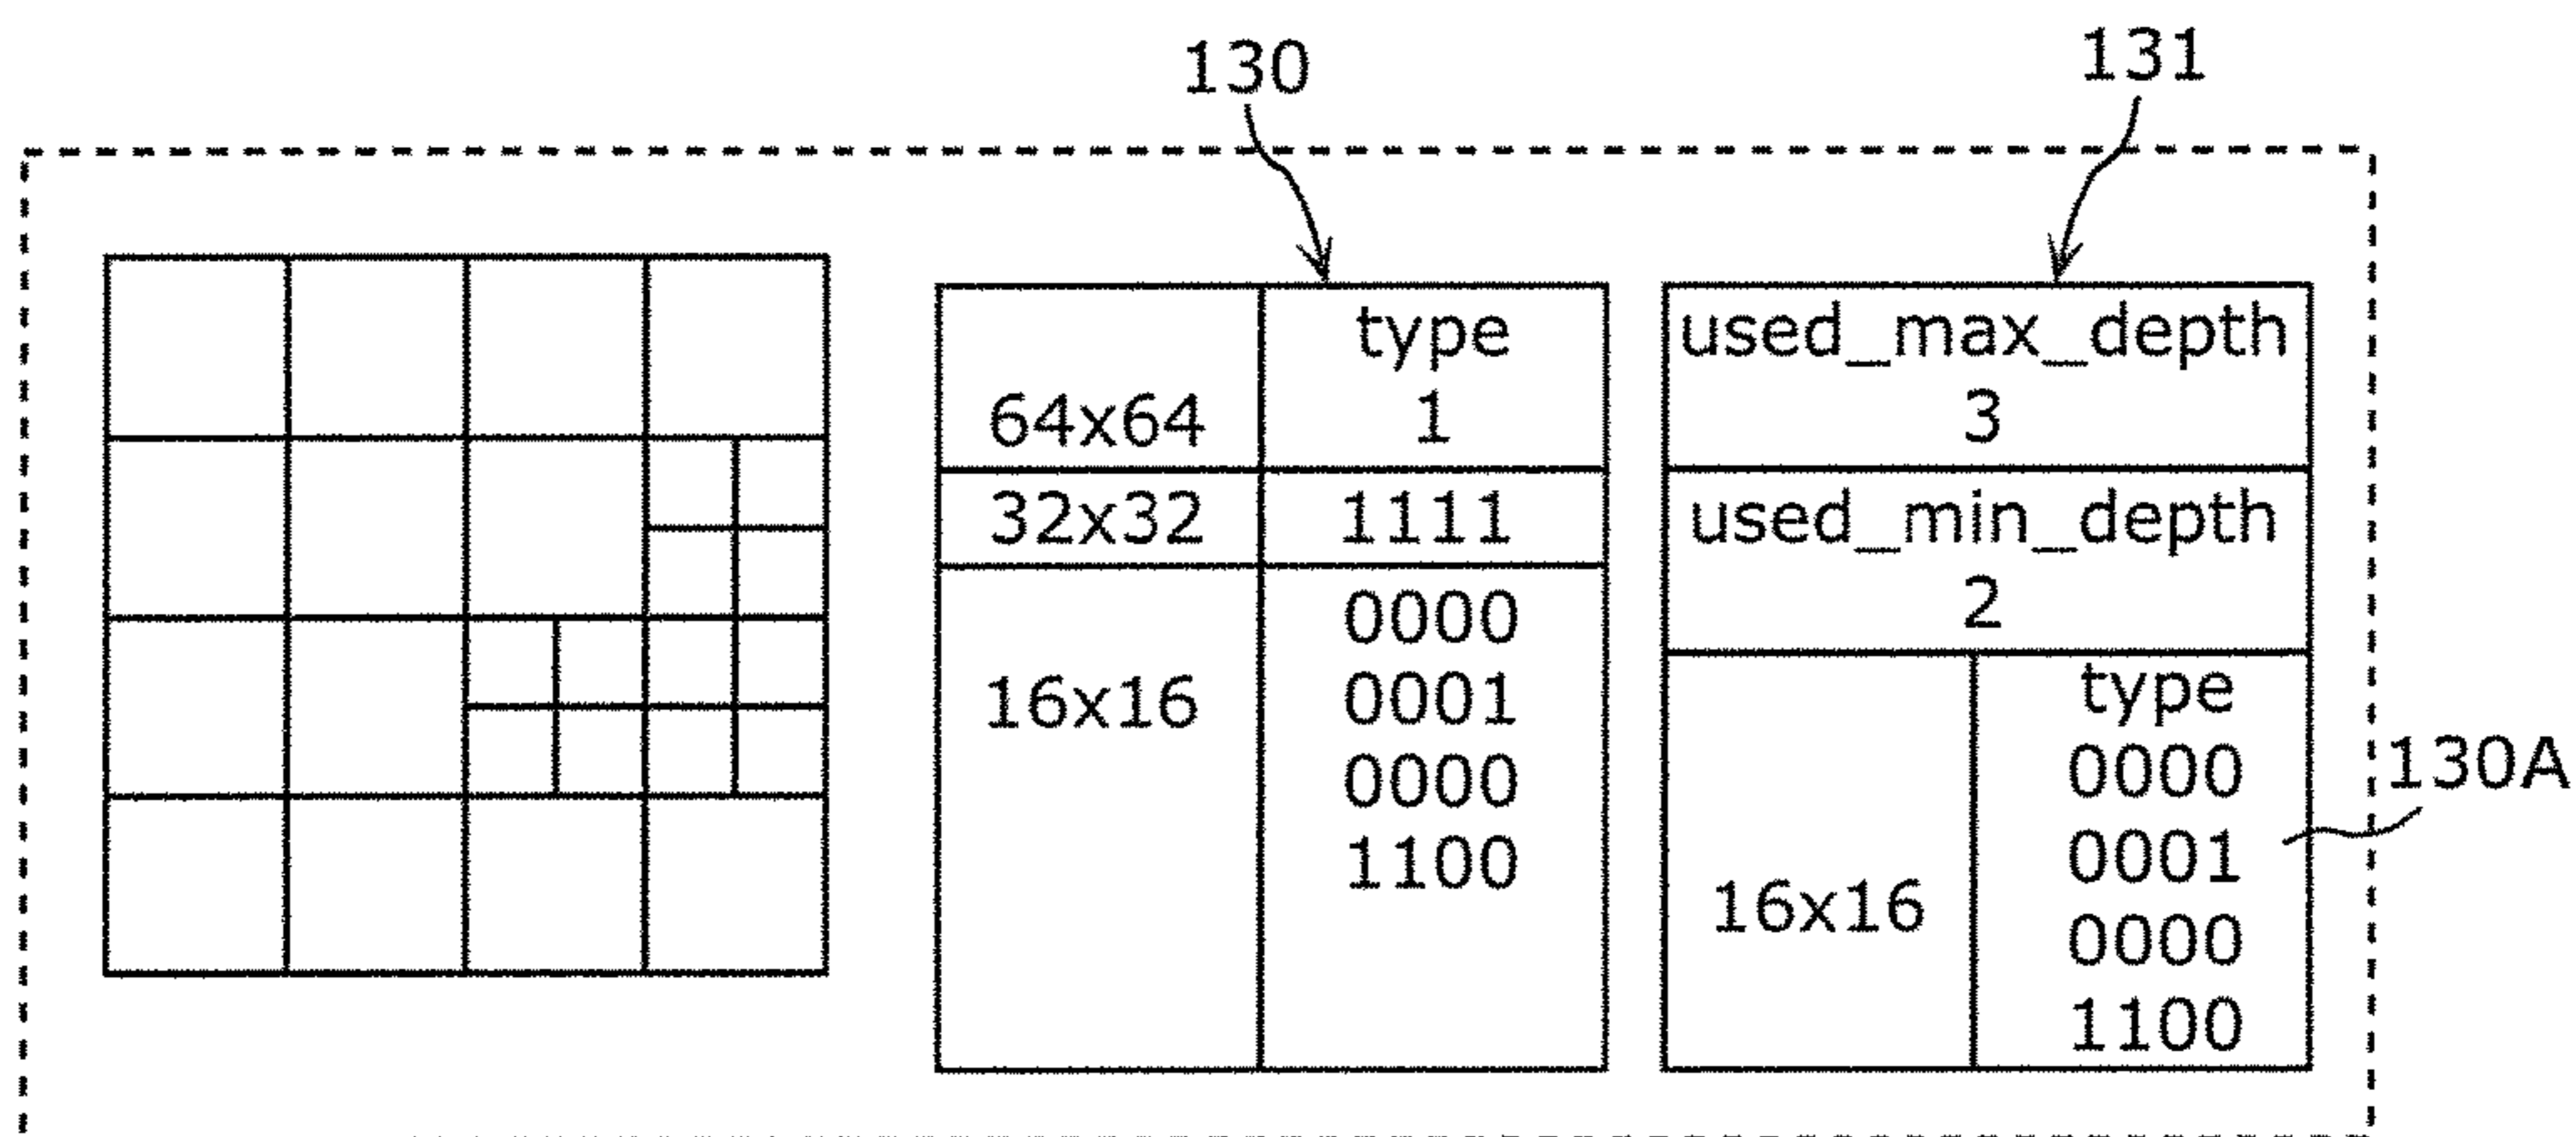 130
131
type
64x64 1
32x32 1111
16x16
0000
0001
0000
1100
used_max_depth
3
used_min_depth
2
16x16
type
0000
0001
0000
1100
130A